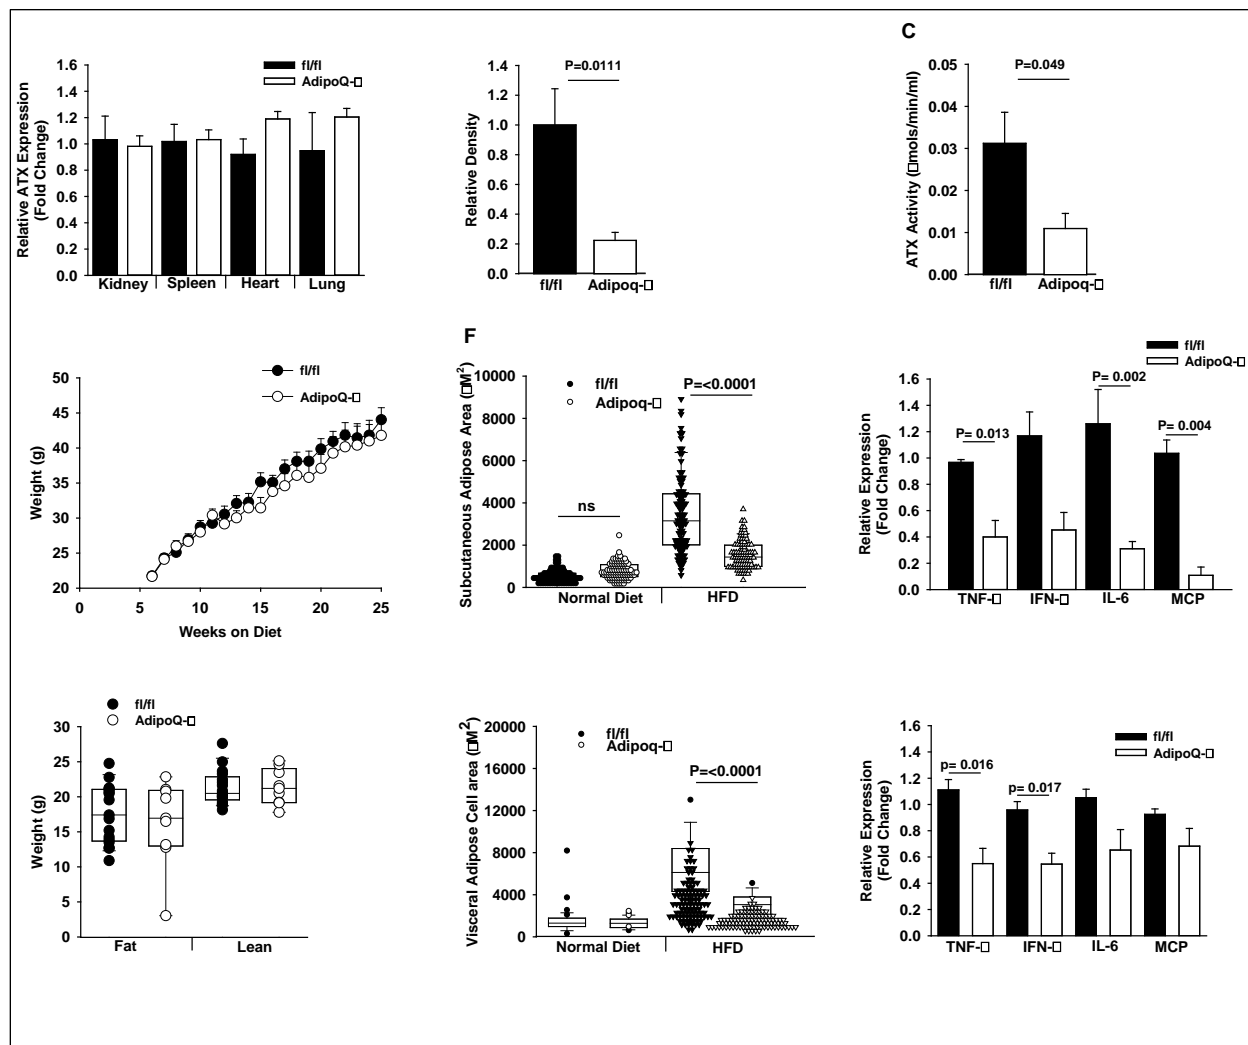 C
fl/fl
AdipoQ-□
1.6
1.4
1.2
1.0
0.8
0.6
0.4
0.2
0.0
Relative ATX Expression
(Fold Change)
Kidney
Spleen
Heart
Lung
P=0.0111
1.4
1.2
1.0
0.8
0.6
0.4
0.2
0.0
Relative Density
fl/fl
Adipoq-□
P=0.049
0.05
0.04
0.03
0.02
0.01
0.00
ATX Activity (□mols/min/ml)
fl/fl
Adipoq-□
fl/fl
AdipoQ-□
50
45
40
35
30
25
20
Weight (g)
0
5
10
15
20
25
Weeks on Diet
F
10000
8000
6000
4000
2000
0
Subcutaneous Adipose Area (□M2)
fl/fl
Adipoq-□
P=<0.0001
ns
Normal Diet
HFD
fl/fl
AdipoQ-□
1.6
1.4
1.2
1.0
0.8
0.6
0.4
0.2
0.0
Relative Expression
(Fold Change)
P= 0.013
P= 0.002
P= 0.004
TNF-□
IFN-□
IL-6
MCP
fl/fl
AdipoQ-□
30
25
20
15
10
5
0
Weight (g)
Fat
Lean
20000
16000
12000
8000
4000
0
Visceral Adipose Cell area (□M2)
fl/fl
Adipoq-□
P=<0.0001
Normal Diet
HFD
fl/fl
AdipoQ-□
1.6
1.4
1.2
1.0
0.8
0.6
0.4
0.2
0.0
Relative Expression
(Fold Change)
p= 0.016
p= 0.017
TNF-□
IFN-□
IL-6
MCP